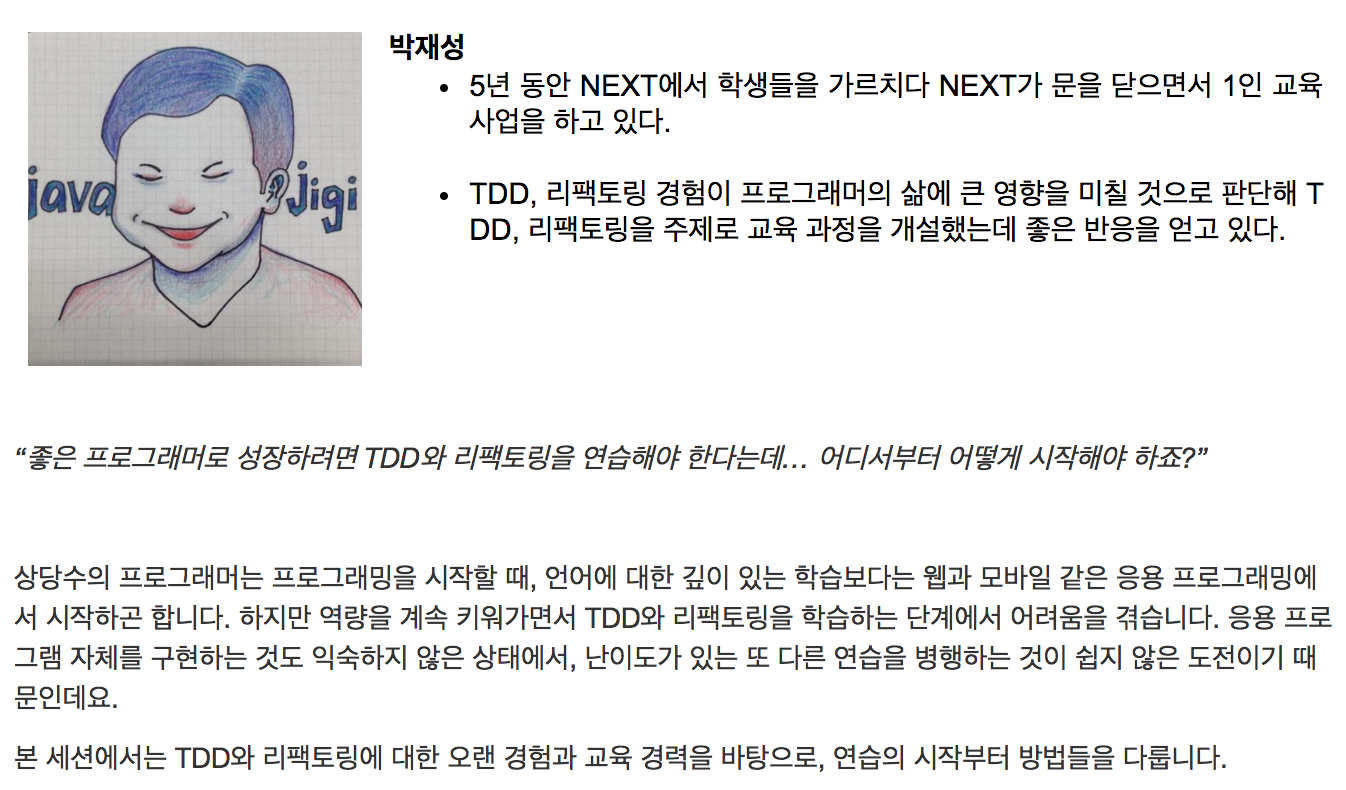 java jigi
박재성
• 5년 동안 NEXT에서 학생들을 가르치다 NEXT가 문을 닫으면서 1인 교육
사업을 하고 있다.
• TDD, 리팩토링 경험이 프로그래머의 삶에 큰 영향을 미칠 것으로 판단해 T
DD, 리팩토링을 주제로 교육 과정을 개설했는데 좋은 반응을 얻고 있다.
“좋은 프로그래머로 성장하려면 TDD와 리팩토링을 연습해야 한다는데… 어디서부터 어떻게 시작해야 하죠?”
상당수의 프로그래머는 프로그래밍을 시작할 때, 언어에 대한 깊이 있는 학습보다는 웹과 모바일 같은 응용 프로그래밍에
서 시작하곤 합니다. 하지만 역량을 계속 키워가면서 TDD와 리팩토링을 학습하는 단계에서 어려움을 겪습니다. 응용 프로
그램 자체를 구현하는 것도 익숙하지 않은 상태에서, 난이도가 있는 또 다른 연습을 병행하는 것이 쉽지 않은 도전이기 때
문인데요.
본 세션에서는 TDD와 리팩토링에 대한 오랜 경험과 교육 경력을 바탕으로, 연습의 시작부터 방법들을 다룹니다.